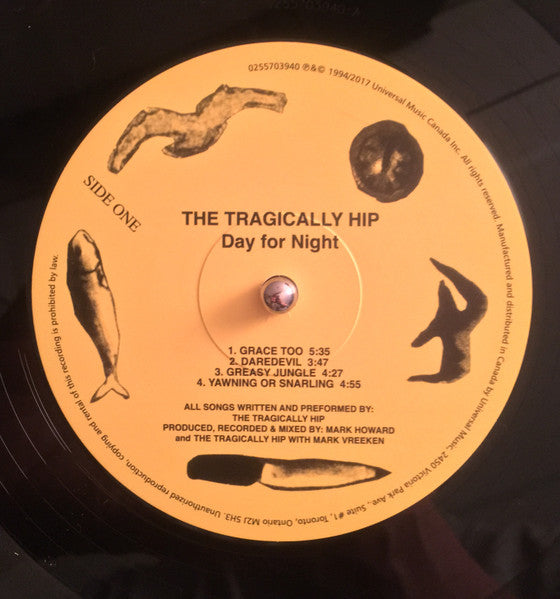 0255703940 ℗&© 1994/2017 Universal Music Canada Inc. All rights reserved. Manufactured and distributed in Canada by Universal Music, 2450 Victoria Park Ave., Suite #1, Toronto, Ontario M2J 5H3. Unauthorized reproduction, copying and rental of this recording is prohibited by law.
SIDE ONE
THE TRAGICALLY HIP
Day for Night
1. GRACE TOO 5:35
2. DAREDEVIL 3:47
3. GREASY JUNGLE 4:27
4. YAWNING OR SNARLING 4:55
ALL SONGS WRITTEN AND PREFORMED BY:
THE TRAGICALLY HIP
PRODUCED, RECORDED & MIXED BY: MARK HOWARD
and THE TRAGICALLY HIP WITH MARK VREEKEN